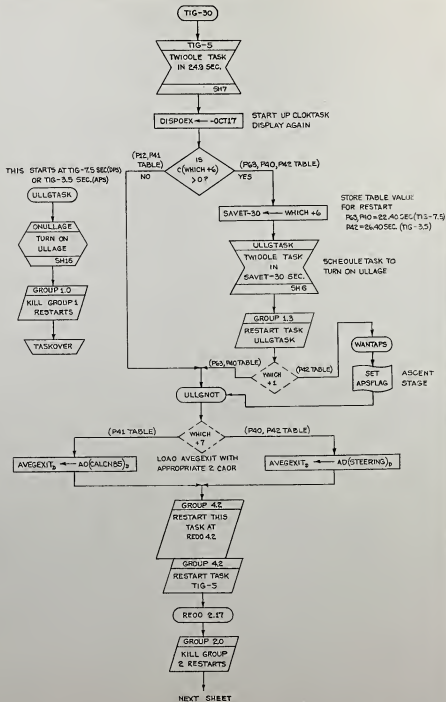 TIG-30
TIG-5
TWIDDLE TASK
IN 24.9 SEC.
SH7
DISPDEX ← -OCT17
START UP CLOKTASK
DISPLAY AGAIN
IS
C(WHICH +6)
>0?
(P12, P41
TABLE)
NO
(P63, P40, P42 TABLE)
YES
THIS STARTS AT TIG-7.5 SEC(DPS)
OR TIG-3.5 SEC.(APS)
ULLGTASK
ONULLAGE
TURN ON
ULLAGE
SH16
GROUP 1.0
KILL GROUP 1
RESTARTS
TASKOVER
SAVET-30 ← WHICH +6
STORE TABLE VALUE
FOR RESTART
P63, P40 = 22.40 SEC (TIG-7.5)
P42 = 26.40 SEC. (TIG-3.5)
ULLGTASK
TWIDDLE TASK
IN
SAVET-30 SEC.
SH 6
SCHEDULE TASK TO
TURN ON ULLAGE
GROUP 1.3
RESTART TASK
ULLGTASK
(P63, P40 TABLE)
WHICH
+1
(P42 TABLE)
WANTAPS
SET
APSFLAG
ASCENT
STAGE
ULLGNOT
(P41 TABLE)
WHICH
+7
(P40, P42 TABLE)
LOAD AVEGEXIT WITH
APPROPRIATE 2 CADR
AVEGEXIT D ← AD(CALCN85) D
AVEGEXIT D ← AD(STEERING) D
GROUP 4.2
RESTART THIS
TASK AT
REDO 4.2
GROUP 4.2
RESTART TASK
TIG-5
REDO 2.17
GROUP 2.0
KILL GROUP
2 RESTARTS
NEXT SHEET